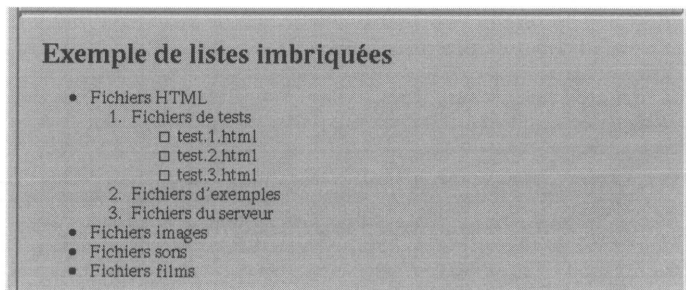 Exemple de listes imbriquées
• Fichiers HTML
1. Fichiers de tests
□ test.1.html
□ test.2.html
□ test.3.html
2. Fichiers d'exemples
3. Fichiers du serveur
• Fichiers images
• Fichiers sons
• Fichiers films